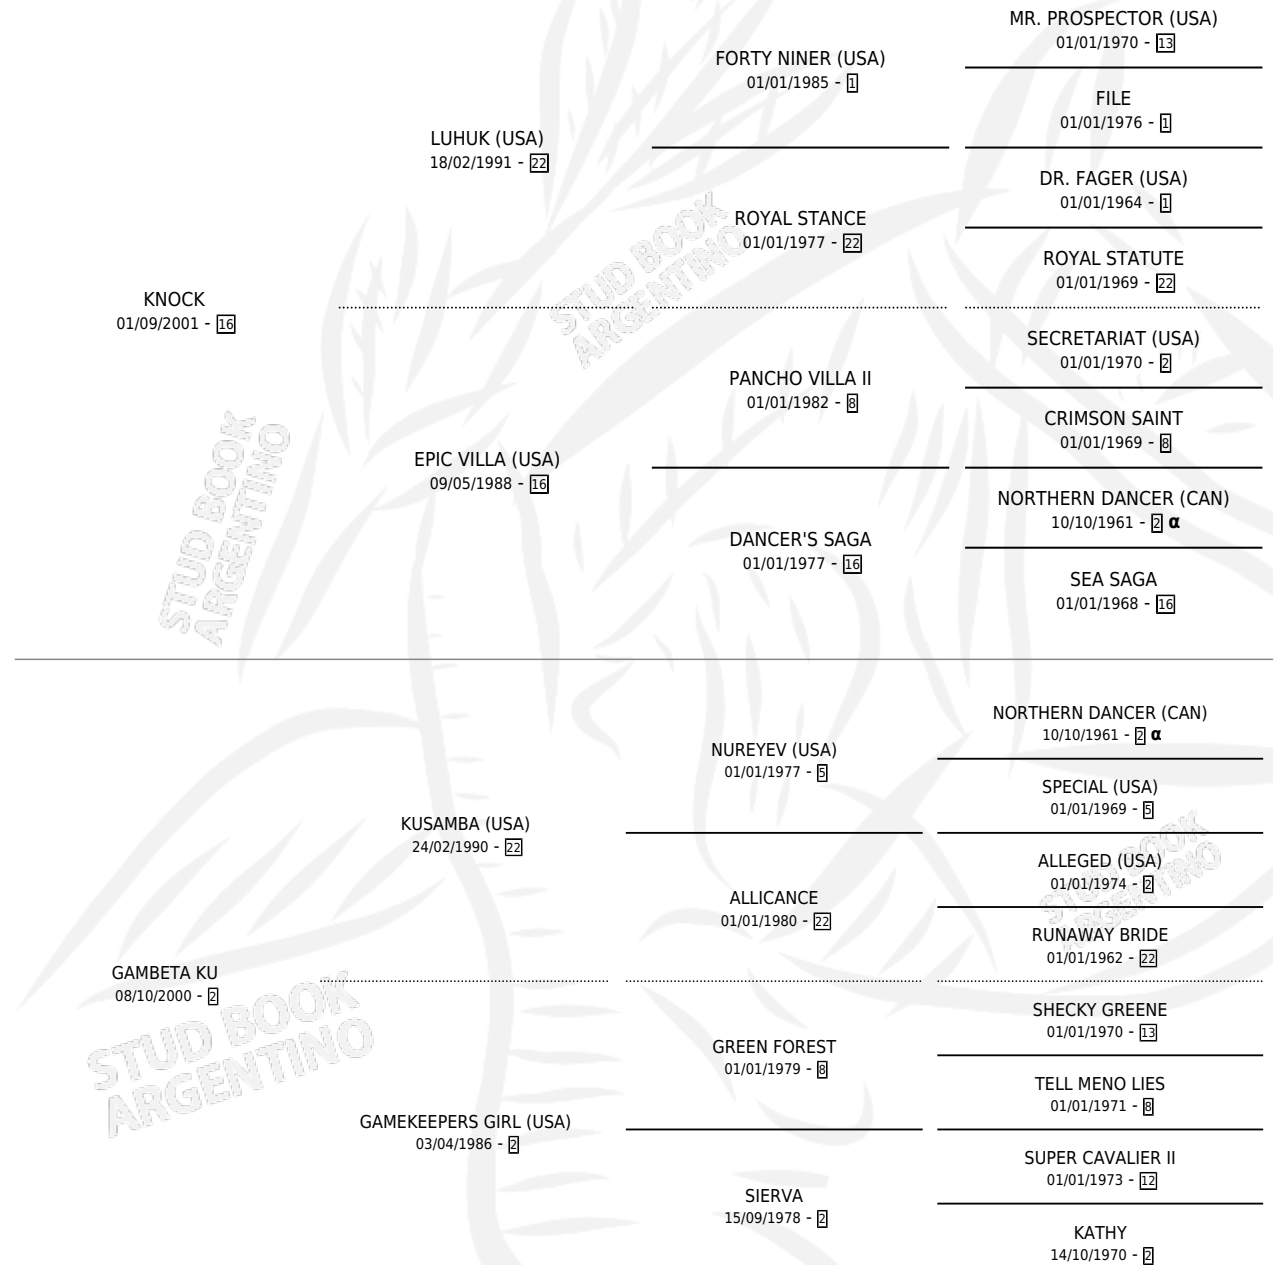 MR. PROSPECTOR (USA)
01/01/1970 - 13
FORTY NINER (USA)
01/01/1985 - 1
FILE
01/01/1976 - 1
LUHUK (USA)
18/02/1991 - 22
DR. FAGER (USA)
01/01/1964 - 1
ROYAL STANCE
01/01/1977 - 22
ROYAL STATUTE
01/01/1969 - 22
KNOCK
01/09/2001 - 16
SECRETARIAT (USA)
01/01/1970 - 2
PANCHO VILLA II
01/01/1982 - 8
CRIMSON SAINT
01/01/1969 - 8
EPIC VILLA (USA)
09/05/1988 - 16
NORTHERN DANCER (CAN)
10/10/1961 - 2 α
DANCER'S SAGA
01/01/1977 - 16
SEA SAGA
01/01/1968 - 16
NORTHERN DANCER (CAN)
10/10/1961 - 2 α
NUREYEV (USA)
01/01/1977 - 5
SPECIAL (USA)
01/01/1969 - 5
KUSAMBA (USA)
24/02/1990 - 22
ALLEGED (USA)
01/01/1974 - 2
ALLICANCE
01/01/1980 - 22
RUNAWAY BRIDE
01/01/1962 - 22
GAMBETA KU
08/10/2000 - 2
SHECKY GREENE
01/01/1970 - 13
GREEN FOREST
01/01/1979 - 8
TELL MENO LIES
01/01/1971 - 8
GAMEKEEPERS GIRL (USA)
03/04/1986 - 2
SUPER CAVALIER II
01/01/1973 - 12
SIERVA
15/09/1978 - 2
KATHY
14/10/1970 - 2
STUD BOOK
ARGENTINO
STUD BOOK
ARGENTINO
STUD BOOK
ARGENTINO
STUD BOOK
ARGENTINO